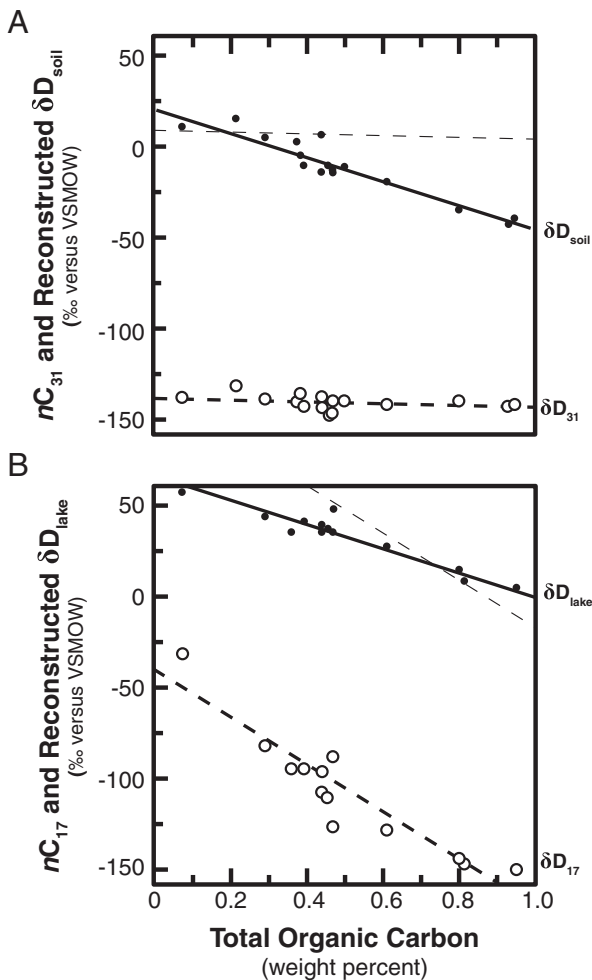 A
nC31 and Reconstructed δDsoil
(‰ versus VSMOW)
50
0
-50
-100
-150
δDsoil
δD31
B
nC17 and Reconstructed δDlake
(‰ versus VSMOW)
50
0
-50
-100
-150
δDlake
δD17
0 0.2 0.4 0.6 0.8 1.0
Total Organic Carbon
(weight percent)